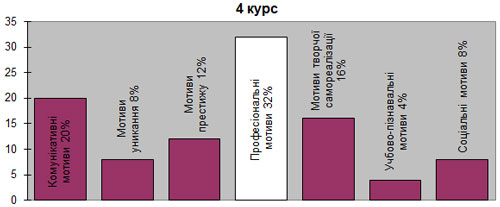 4 курс
35
30
25
20
15
10
5
0
Комунікативні
мотиви 20%
Мотиви
уникання 8%
Мотиви
престижу 12%
Професіональні
мотиви 32%
Мотиви творчої
самореалізації
16%
Учбово-пізнавальні
мотиви 4%
Соціальні мотиви 8%